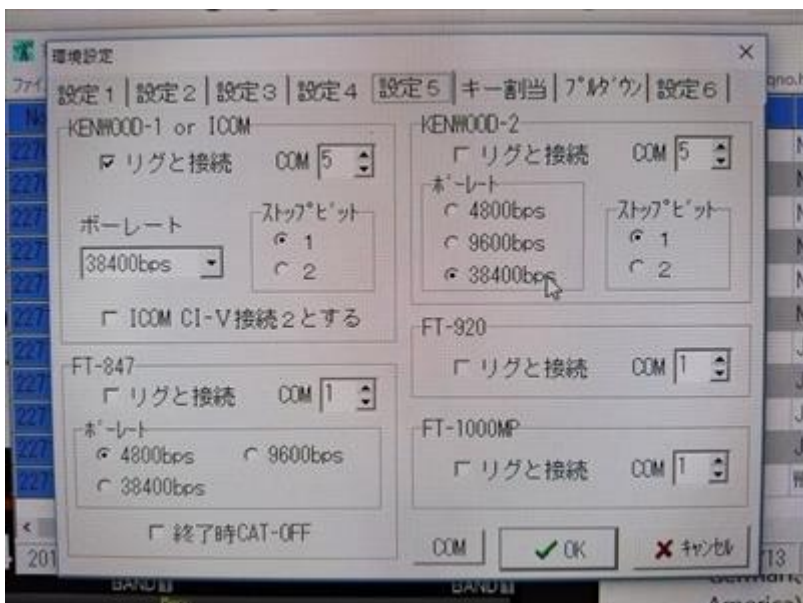 環境設定
ファイ
設定1 設定2 設定3 設定4 設定5 キー割当 プルダウン 設定6
KENWOOD-1 or ICOM
リグと接続 COM 5
ボーレート
38400bps
ストップビット
1
2
ICOM CI-V接続2とする
KENWOOD-2
リグと接続 COM 5
ボーレート
4800bps
9600bps
38400bps
ストップビット
1
2
FT-847
リグと接続 COM 1
ボーレート
4800bps 9600bps
38400bps
終了時CAT-OFF
FT-920
リグと接続 COM 1
FT-1000MP
リグと接続 COM 1
COM OK キャンセル
201
713